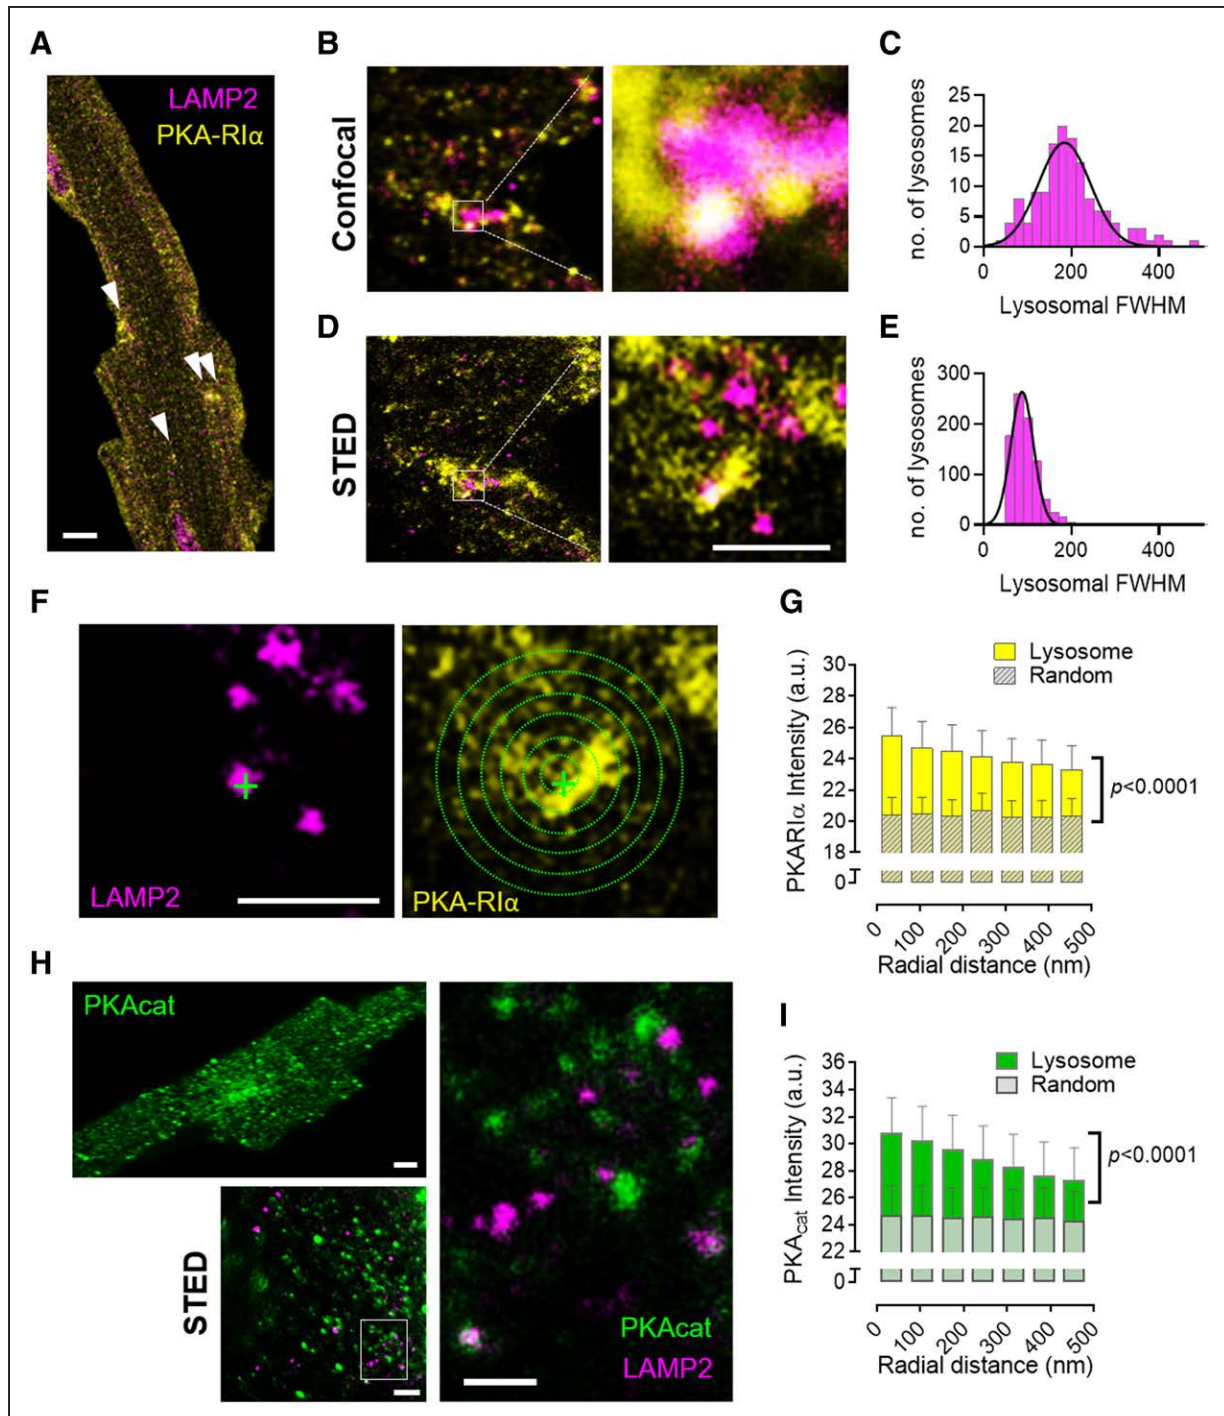 A
LAMP2
PKA-RIα
B
Confocal
C
no. of lysosomes
25
20
15
10
5
0
0 200 400
Lysosomal FWHM
D
STED
E
no. of lysosomes
300
200
100
0
0 200 400
Lysosomal FWHM
F
LAMP2
PKA-RIα
G
Lysosome
Random
PKARIα Intensity (a.u.)
30
28
26
24
22
20
18
0
p<0.0001
0 100 200 300 400 500
Radial distance (nm)
H
PKAcat
STED
PKAcat
LAMP2
I
Lysosome
Random
PKAcat Intensity (a.u.)
36
34
32
30
28
26
24
22
0
p<0.0001
0 100 200 300 400 500
Radial distance (nm)